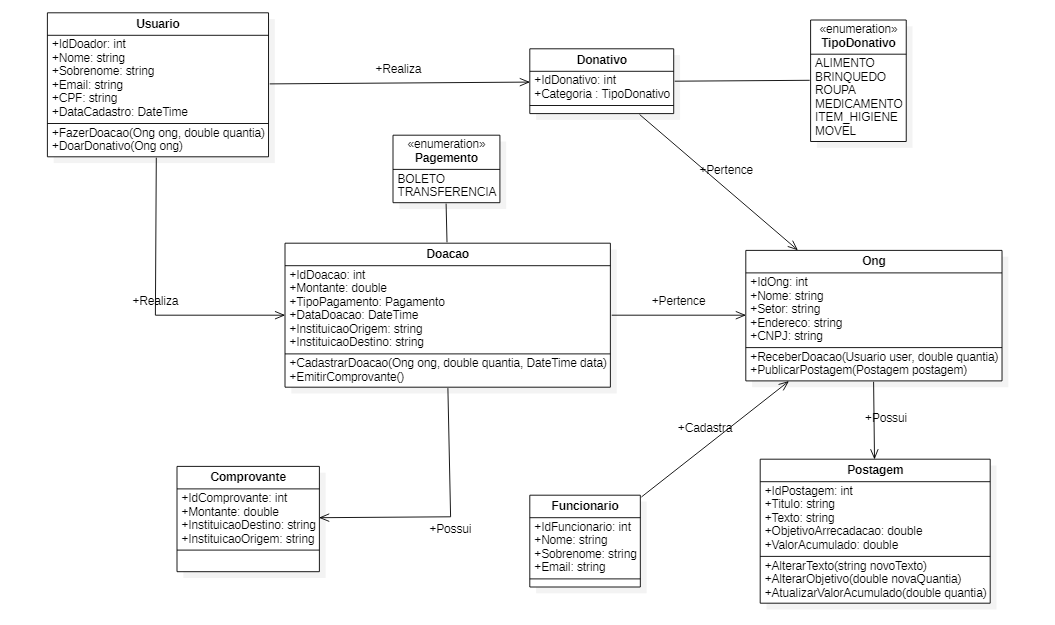 Usuario
+IdDoador: int
+Nome: string
+Sobrenome: string
+Email: string
+CPF: string
+DataCadastro: DateTime
+FazerDoacao(Ong ong, double quantia)
+DoarDonativo(Ong ong)
+Realiza
Donativo
+IdDonativo: int
+Categoria : TipoDonativo
«enumeration»
TipoDonativo
ALIMENTO
BRINQUEDO
ROUPA
MEDICAMENTO
ITEM_HIGIENE
MOVEL
«enumeration»
Pagemento
BOLETO
TRANSFERENCIA
+Pertence
+Realiza
Doacao
+IdDoacao: int
+Montante: double
+TipoPagamento: Pagamento
+DataDoacao: DateTime
+InstituicaoOrigem: string
+InstituicaoDestino: string
+CadastrarDoacao(Ong ong, double quantia, DateTime data)
+EmitirComprovante()
+Pertence
Ong
+IdOng: int
+Nome: string
+Setor: string
+Endereco: string
+CNPJ: string
+ReceberDoacao(Usuario user, double quantia)
+PublicarPostagem(Postagem postagem)
+Cadastra
+Possui
Comprovante
+IdComprovante: int
+Montante: double
+InstituicaoDestino: string
+InstituicaoOrigem: string
+Possui
Funcionario
+IdFuncionario: int
+Nome: string
+Sobrenome: string
+Email: string
Postagem
+IdPostagem: int
+Titulo: string
+Texto: string
+ObjetivoArrecadacao: double
+ValorAcumulado: double
+AlterarTexto(string novoTexto)
+AlterarObjetivo(double novaQuantia)
+AtualizarValorAcumulado(double quantia)